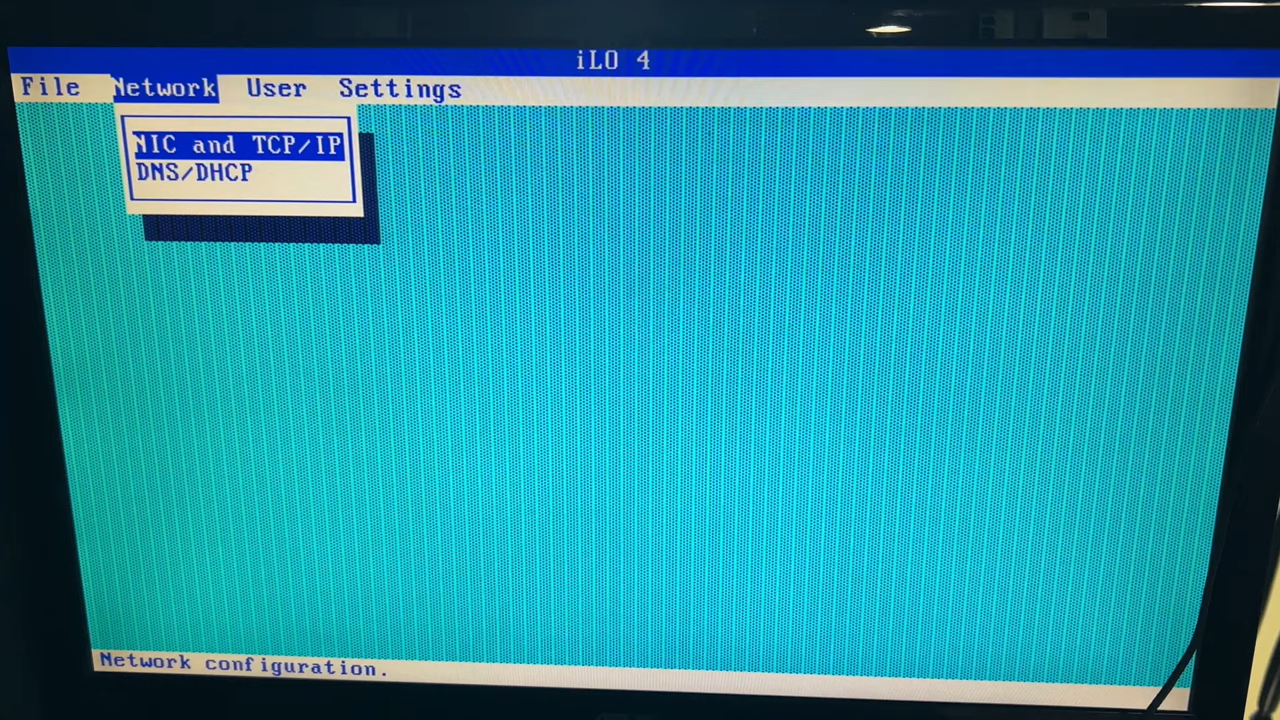 iLO 4
File Network User Settings
NIC and TCP/IP
DNS/DHCP
Network configuration.